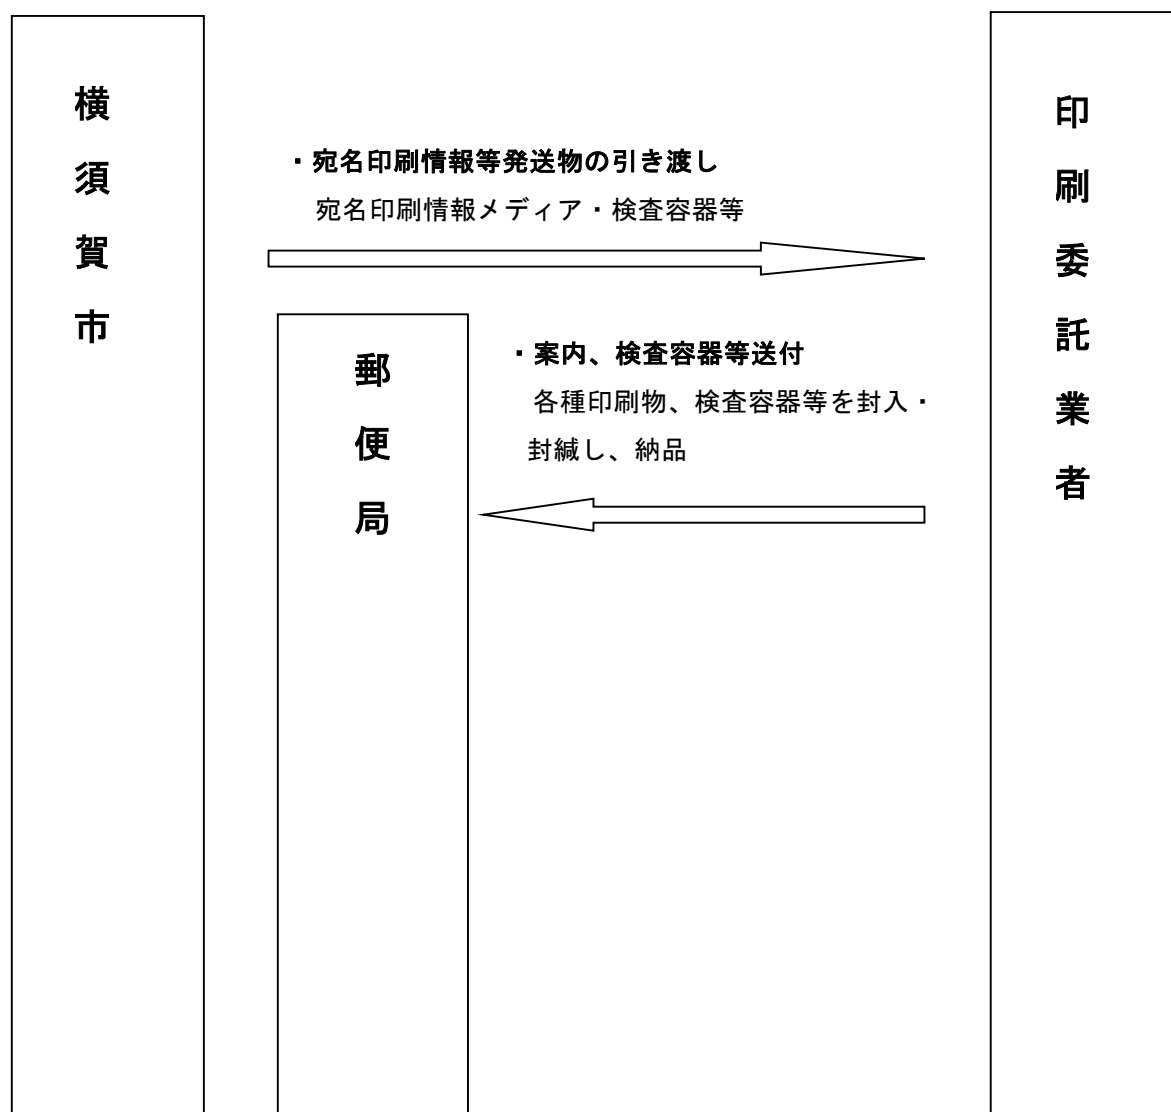 横須賀市
・宛名印刷情報等発送物の引き渡し
宛名印刷情報メディア・検査容器等
郵便局
・案内、検査容器等送付
各種印刷物、検査容器等を封入・
封緘し、納品
印刷委託業者